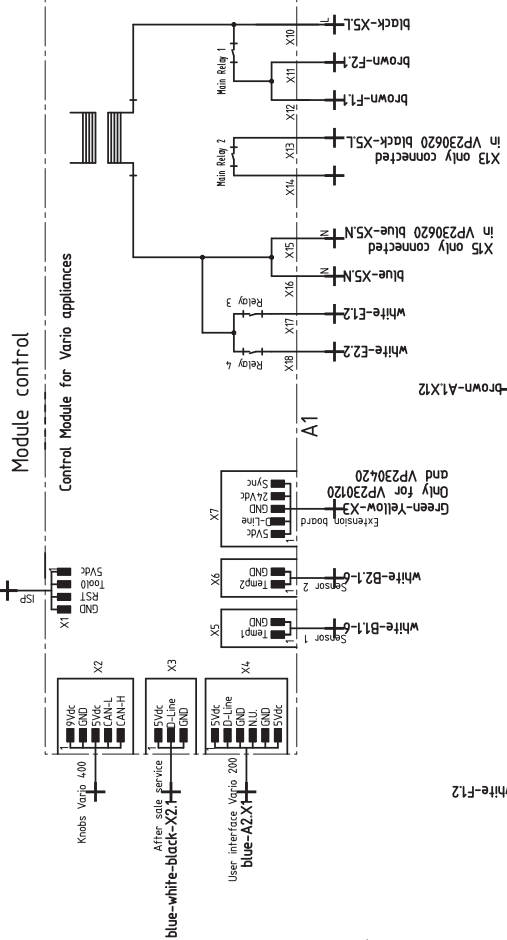 Module control
Control Module for Vario appliances
A1
Main Relay 1
X10
L
black-X5.L
X11
brown-F2.1
X12
brown-F1.1
Main Relay 2
X13
black-X5.L
X13 only connected
in VP230620
X14
X15
N
blue-X5.N
X15 only connected
in VP230620
X16
N
blue-X5.N
Relay 3
X17
white-E1.2
Relay 4
X18
white-E2.2
brown-A1.X12
X7
Sync
24Vdc
GND
D-Line
5Vdc
1
Extension board
Green-Yellow-X3
Only for VP230120
and VP230420
X6
GND
Temp2
1
Sensor 2
white-B2.1-6
X5
GND
Temp1
1
Sensor 1
white-B1.1-6
ISP
X1
1
5Vdc
Tool0
RST
GND
X2
1
9Vdc
GND
5Vdc
CAN-L
CAN-H
Knobs Vario 400
X3
1
5Vdc
D-Line
GND
After sale service
blue-white-black-X2.1
X4
1
5Vdc
D-Line
GND
N.U.
GND
5Vdc
User interface Vario 200
blue-A2.X1
white-F1.2